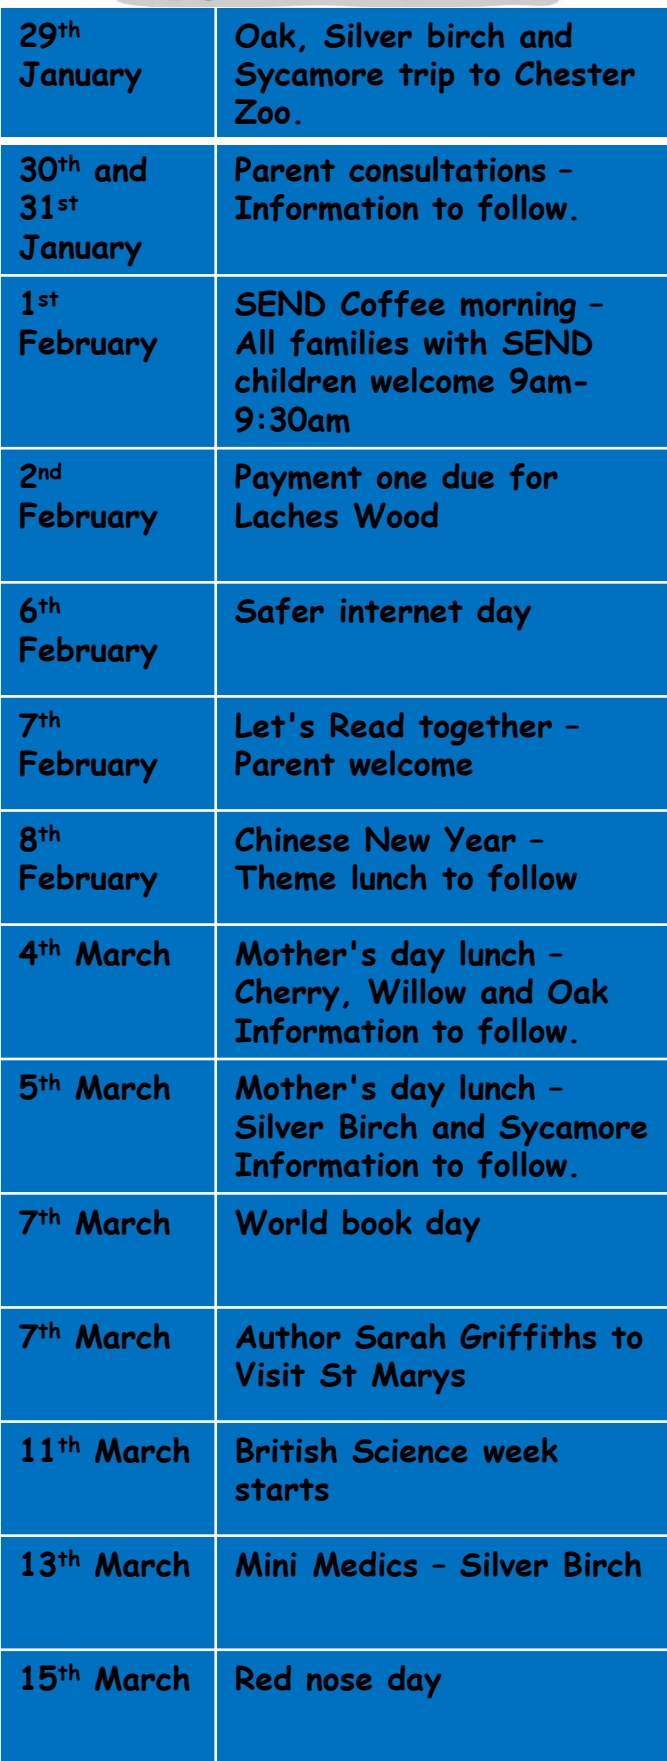 29th
January
Oak, Silver birch and
Sycamore trip to Chester
Zoo.
30th and
31st
January
Parent consultations –
Information to follow.
1st
February
SEND Coffee morning –
All families with SEND
children welcome 9am-
9:30am
2nd
February
Payment one due for
Laches Wood
6th
February
Safer internet day
7th
February
Let's Read together –
Parent welcome
8th
February
Chinese New Year –
Theme lunch to follow
4th March
Mother's day lunch –
Cherry, Willow and Oak
Information to follow.
5th March
Mother's day lunch –
Silver Birch and Sycamore
Information to follow.
7th March
World book day
7th March
Author Sarah Griffiths to
Visit St Marys
11th March
British Science week
starts
13th March
Mini Medics – Silver Birch
15th March
Red nose day